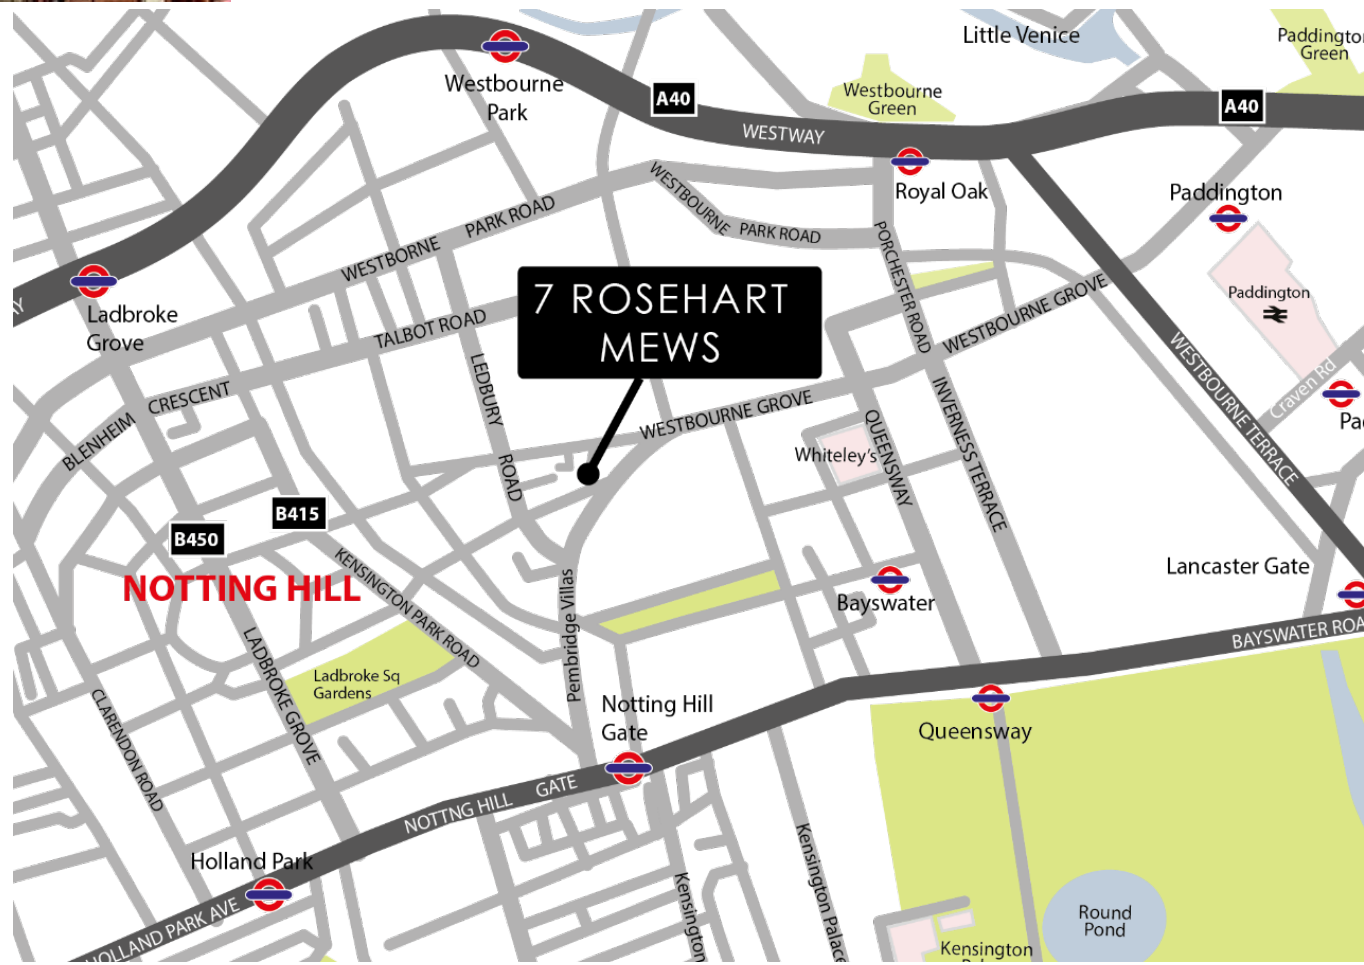 Little Venice
Paddington
Green
Westbourne
Park
A40
Westbourne
Green
A40
WESTWAY
Royal Oak
Paddington
WESTBOURNE
PARK ROAD
WESTBORNE
PARK ROAD
PORCHESTER ROAD
Ladbroke
Grove
7 ROSEHART
MEWS
Paddington
WESTBOURNE GROVE
TALBOT ROAD
WESTBOURNE TERRACE
Craven Rd
LEDBURY
ROAD
BLENHEIM
CRESCENT
WESTBOURNE GROVE
QUEENSWAY
INVERNESS TERRACE
Whiteley's
B415
B450
NOTTING HILL
KENSINGTON PARK ROAD
Pembridge Villas
Bayswater
Lancaster Gate
BAYSWATER ROA
LADBROKE GROVE
Ladbroke Sq
Gardens
CLARENDON ROAD
Notting Hill
Gate
Queensway
NOTTNG HILL
GATE
Holland Park
HOLLAND PARK AVE
Kensington
Kensington Palace
Round
Pond
Kensington